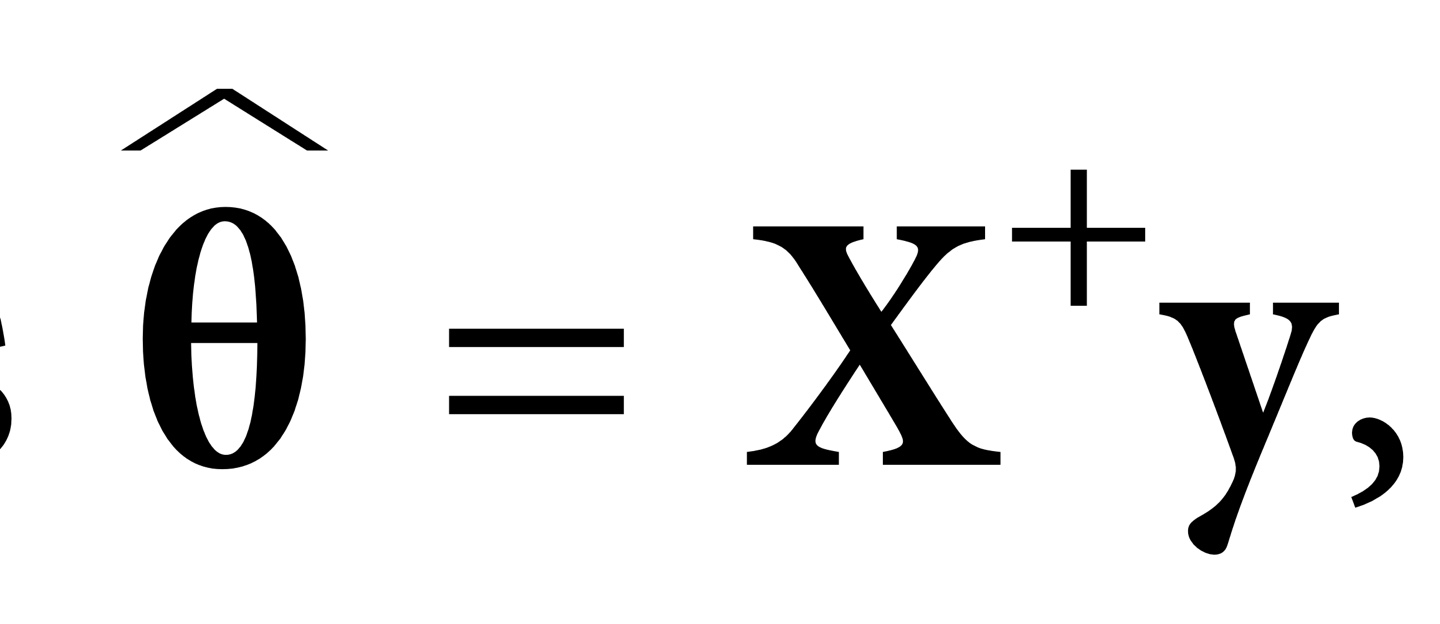 θ̂ = X⁺y,